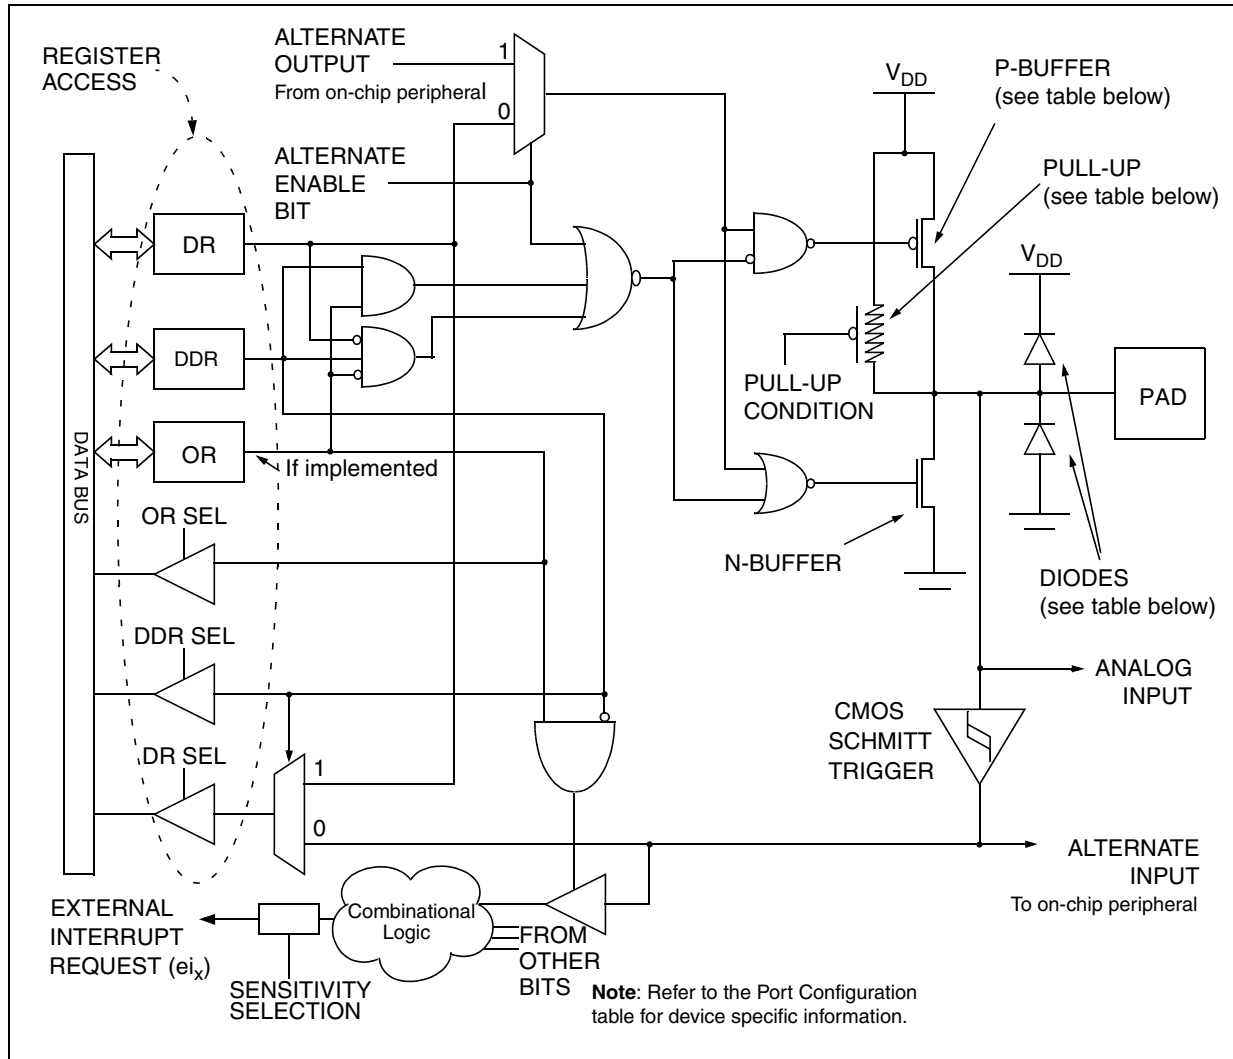 REGISTER
ACCESS
ALTERNATE
OUTPUT
From on-chip peripheral
1
0
ALTERNATE
ENABLE
BIT
VDD
P-BUFFER
(see table below)
PULL-UP
(see table below)
DR
DDR
OR
If implemented
DATA BUS
PULL-UP
CONDITION
VDD
PAD
N-BUFFER
DIODES
(see table below)
OR SEL
DDR SEL
DR SEL
1
0
CMOS
SCHMITT
TRIGGER
ANALOG
INPUT
ALTERNATE
INPUT
To on-chip peripheral
EXTERNAL
INTERRUPT
REQUEST (eix)
SENSITIVITY
SELECTION
Combinational
Logic
FROM
OTHER
BITS
Note: Refer to the Port Configuration
table for device specific information.